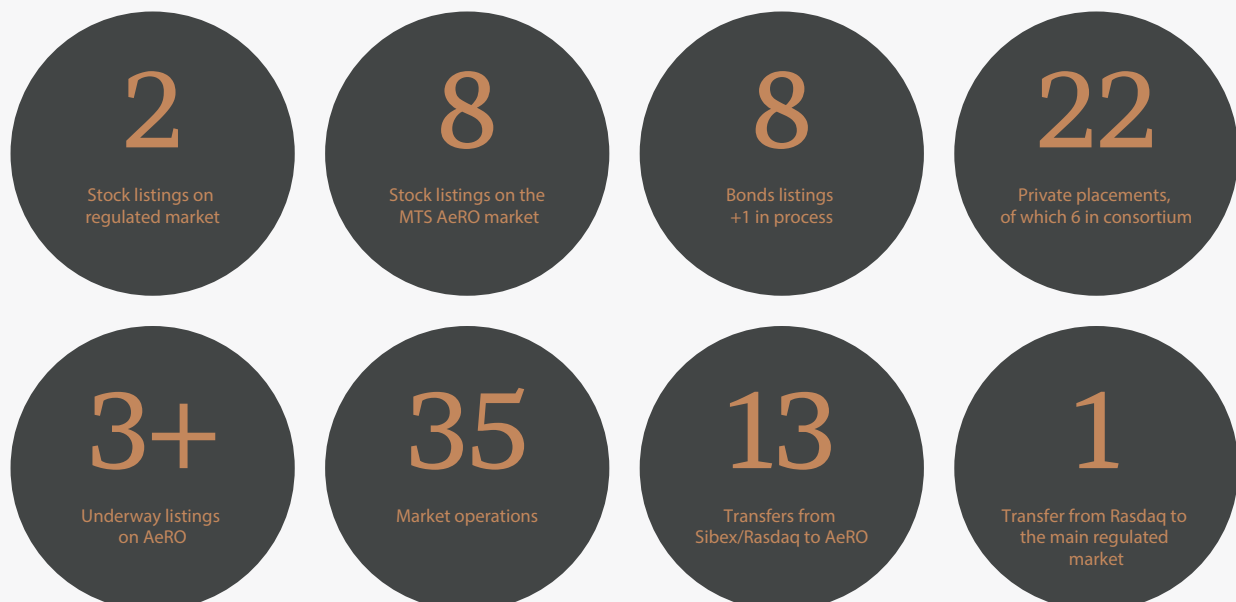 2
Stock listings on
regulated market
8
Stock listings on the
MTS AeRO market
8
Bonds listings
+1 in process
22
Private placements,
of which 6 in consortium
3+
Underway listings
on AeRO
35
Market operations
13
Transfers from
Sibex/Rasdaq to AeRO
1
Transfer from Rasdaq to
the main regulated
market